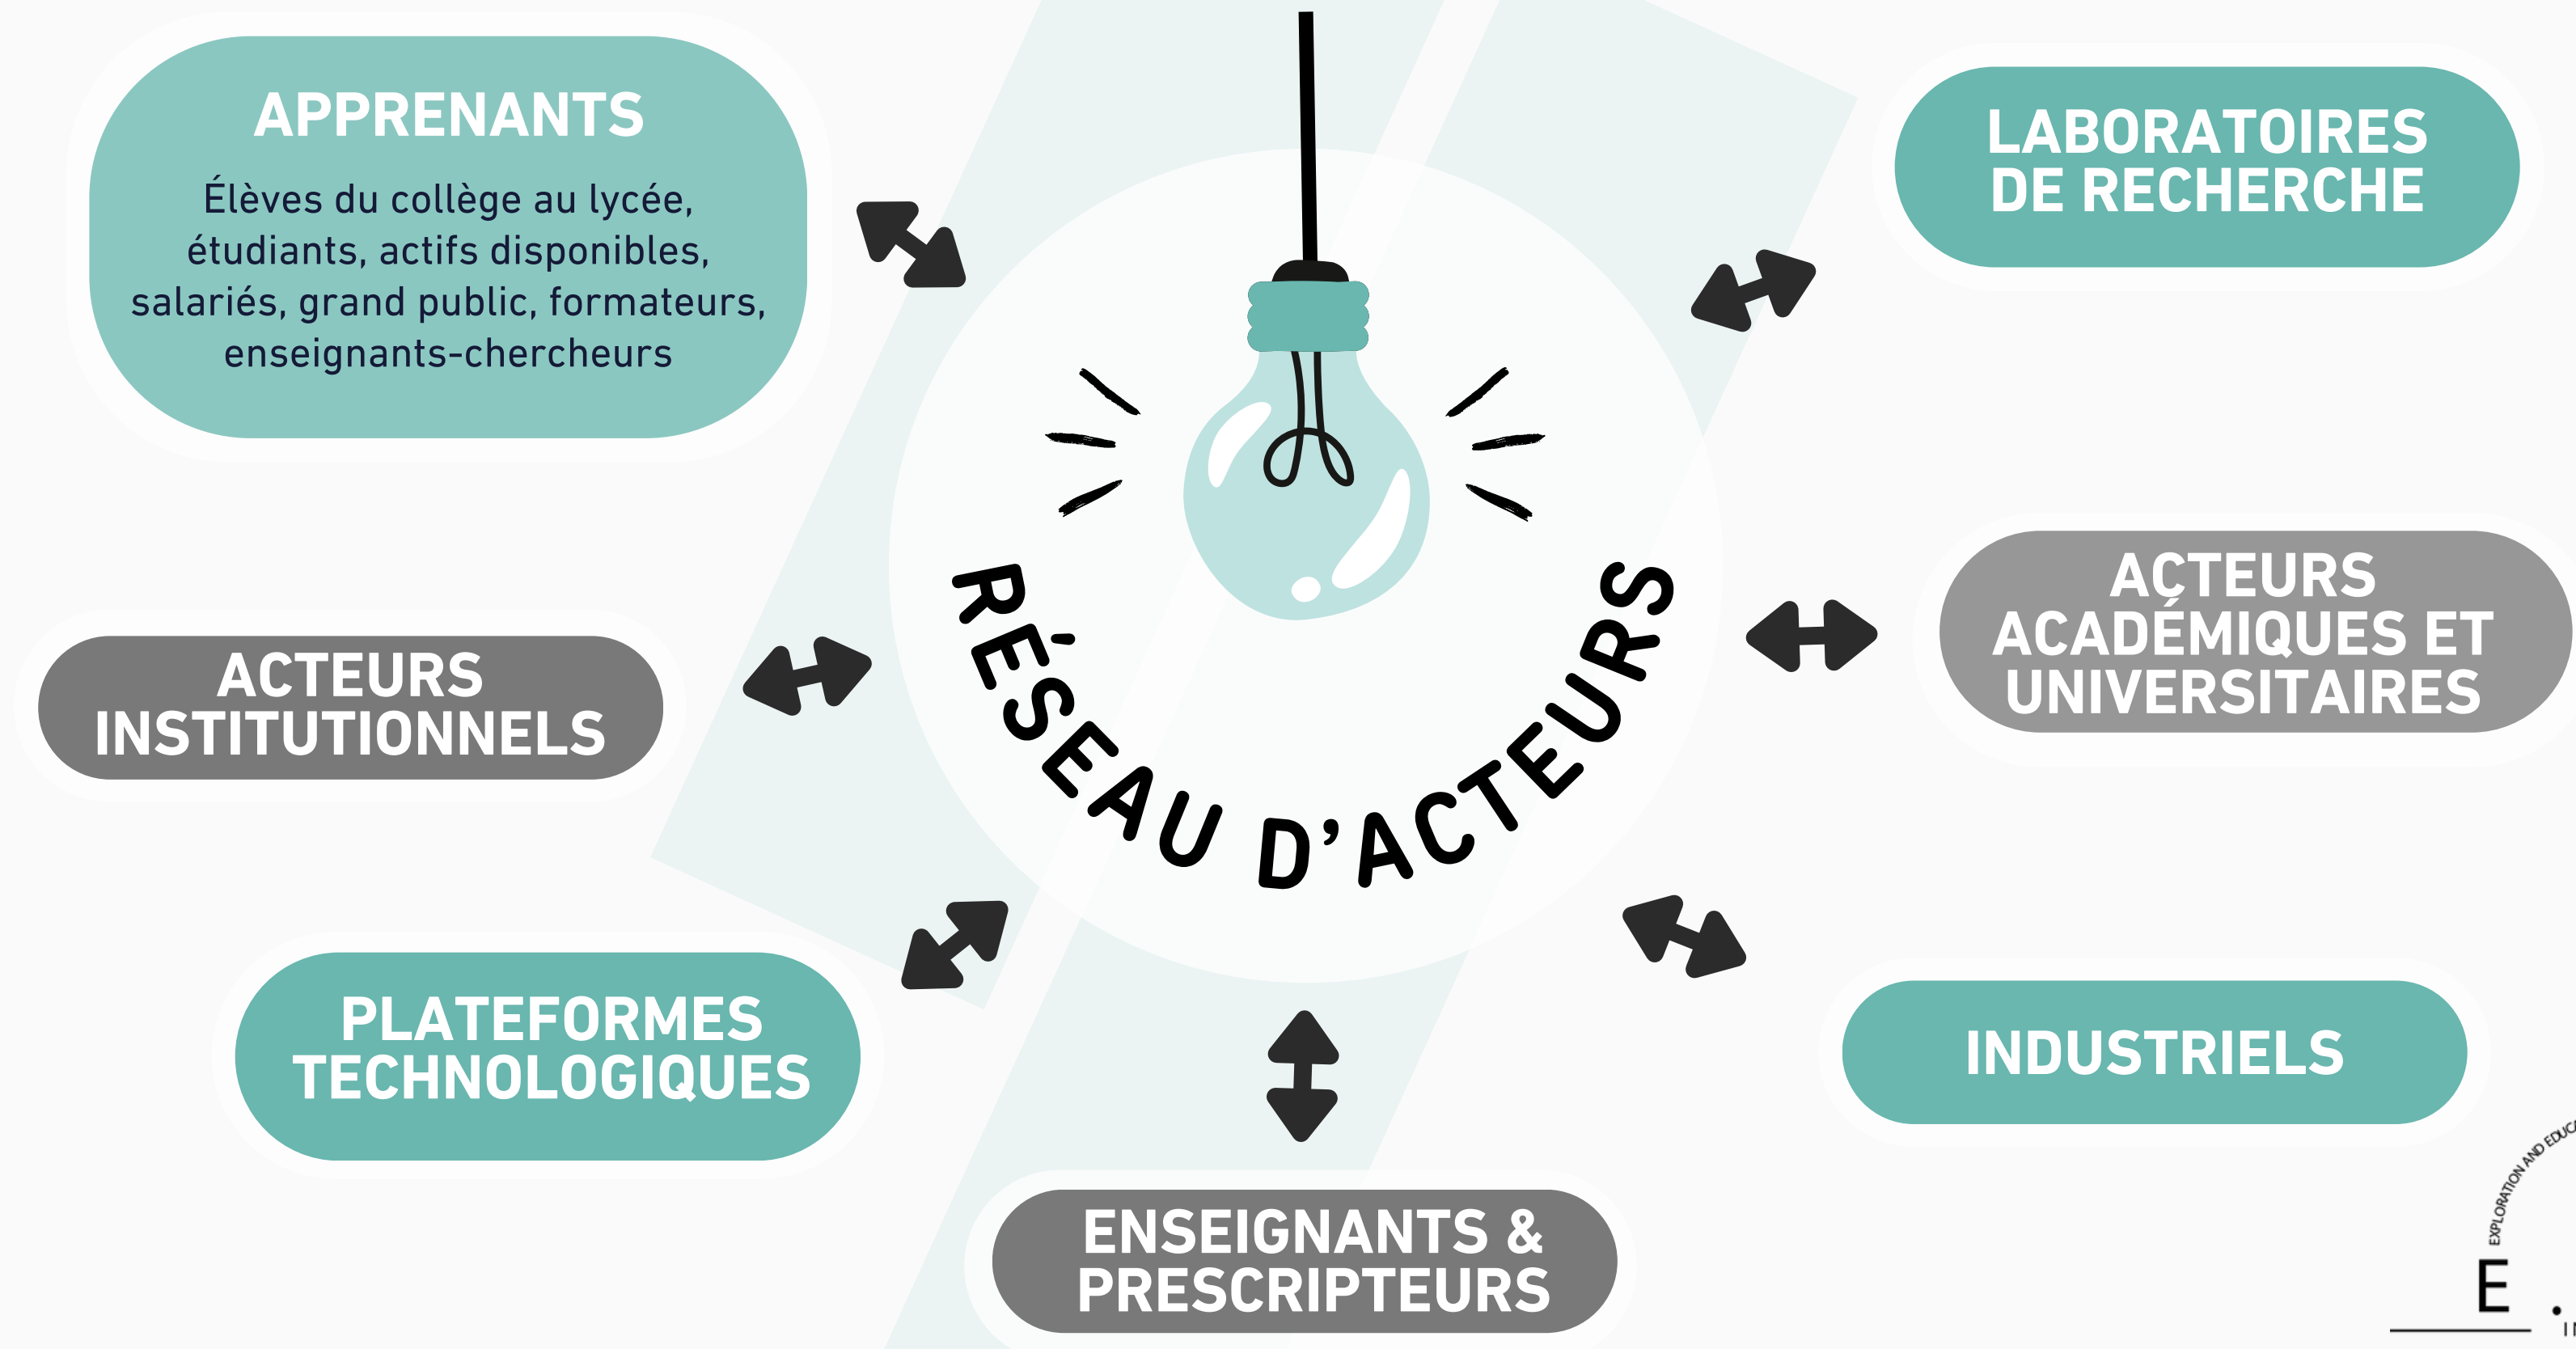 APPRENANTS
Élèves du collège au lycée,
étudiants, actifs disponibles,
salariés, grand public, formateurs,
enseignants-chercheurs
LABORATOIRES
DE RECHERCHE
ACTEURS
INSTITUTIONNELS
RÉSEAU D'ACTEURS
ACTEURS
ACADÉMIQUES ET
UNIVERSITAIRES
PLATEFORMES
TECHNOLOGIQUES
INDUSTRIELS
ENSEIGNANTS &
PRESCRIPTEURS
EXPLORATION AND
E.